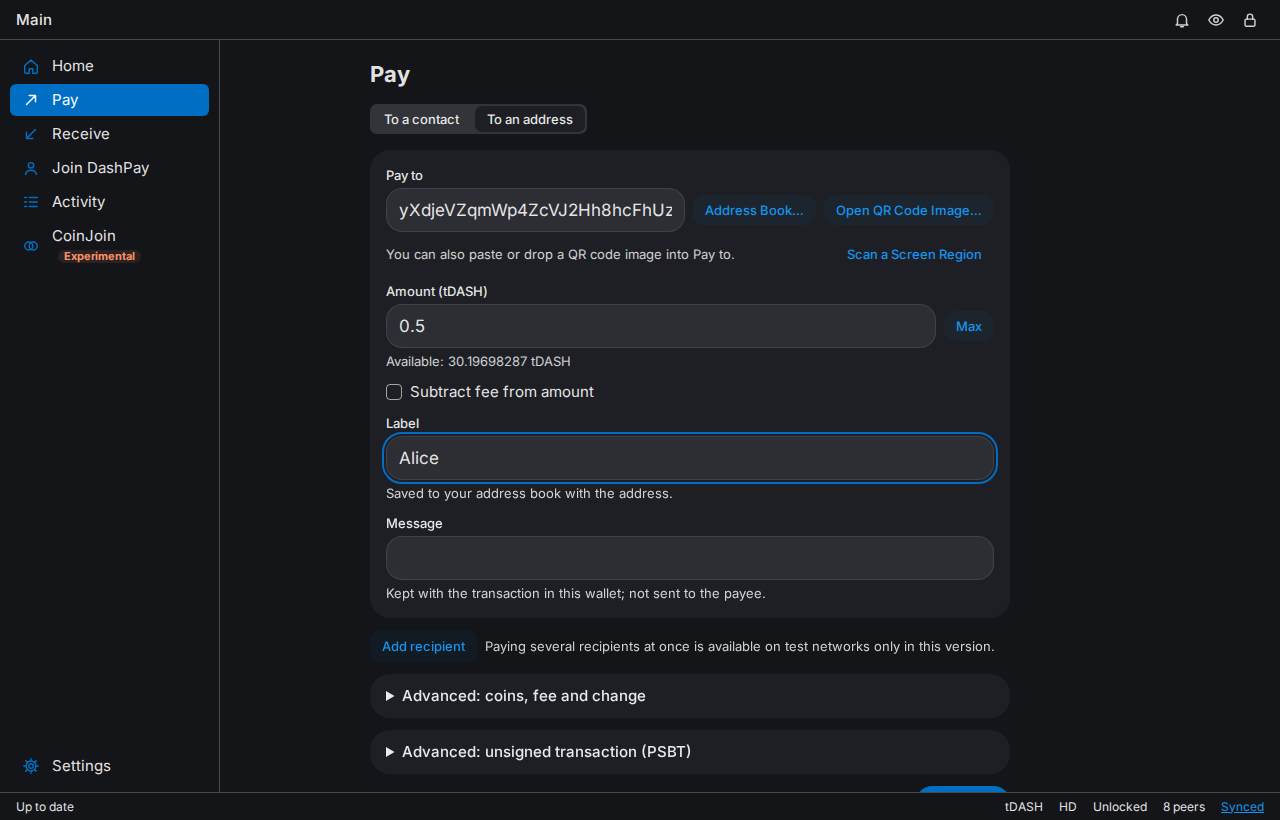 Main
Home
Pay
Receive
Join DashPay
Activity
CoinJoin
Experimental
Settings
Pay
To a contact
To an address
Pay to
yXdjeVZqmWp4ZcVJ2Hh8hcFhUz
Address Book...
Open QR Code Image...
You can also paste or drop a QR code image into Pay to.
Scan a Screen Region
Amount (tDASH)
0.5
Max
Available: 30.19698287 tDASH
Subtract fee from amount
Label
Alice
Saved to your address book with the address.
Message
Kept with the transaction in this wallet; not sent to the payee.
Add recipient
Paying several recipients at once is available on test networks only in this version.
Advanced: coins, fee and change
Advanced: unsigned transaction (PSBT)
Up to date
tDASH
HD
Unlocked
8 peers
Synced